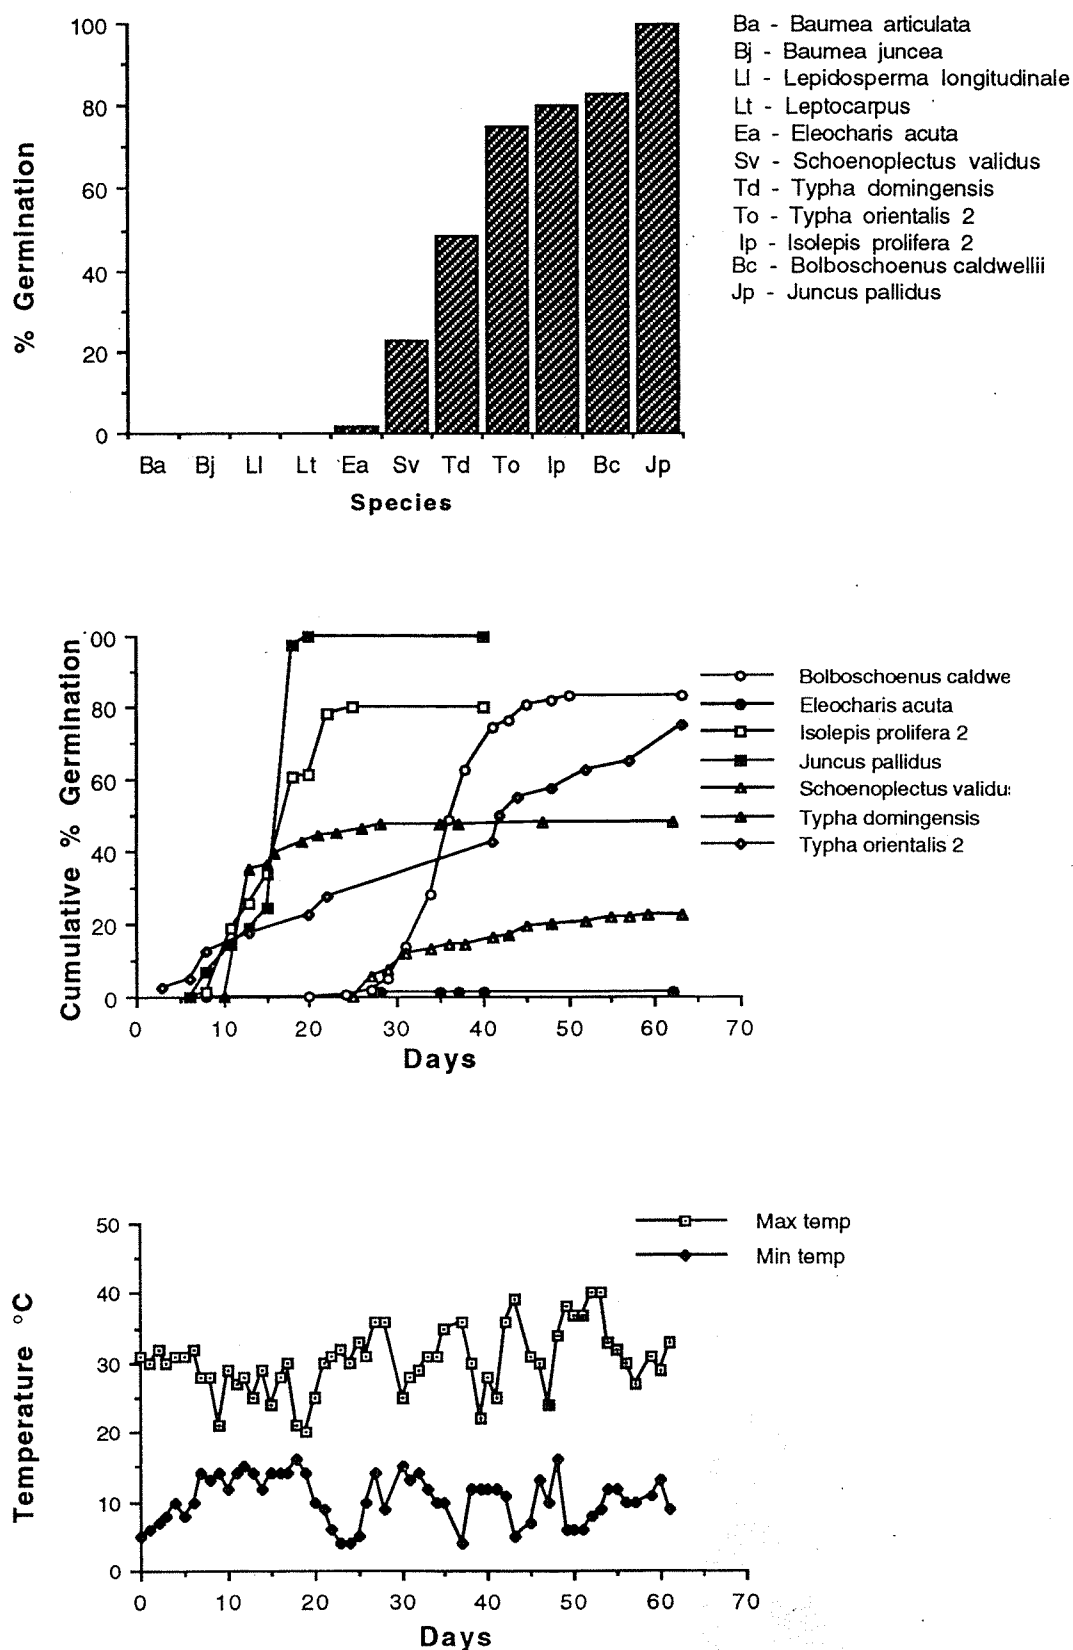 % Germination
100
80
60
40
20
0
Ba Bj Ll Lt Ea Sv Td To Ip Bc Jp
Species
Ba - Baumea articulata
Bj - Baumea juncea
Ll - Lepidosperma longitudinale
Lt - Leptocarpus
Ea - Eleocharis acuta
Sv - Schoenoplectus validus
Td - Typha domingensis
To - Typha orientalis 2
Ip - Isolepis prolifera 2
Bc - Bolboschoenus caldwellii
Jp - Juncus pallidus
Cumulative % Germination
00
80
60
40
20
0
0 10 20 30 40 50 60 70
Days
Bolboschoenus caldwe
Eleocharis acuta
Isolepis prolifera 2
Juncus pallidus
Schoenoplectus validu
Typha domingensis
Typha orientalis 2
Temperature °C
50
40
30
20
10
0
0 10 20 30 40 50 60 70
Days
Max temp
Min temp